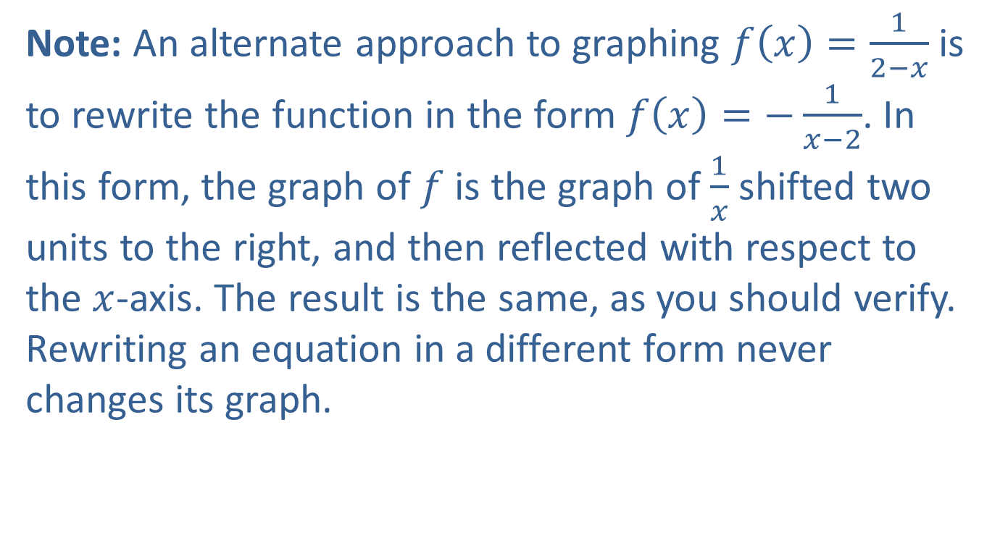 Note: An alternate approach to graphing f(x) = 1/(2−x) is
to rewrite the function in the form f(x) = − 1/(x−2). In
this form, the graph of f is the graph of 1/x shifted two
units to the right, and then reflected with respect to
the x-axis. The result is the same, as you should verify.
Rewriting an equation in a different form never
changes its graph.